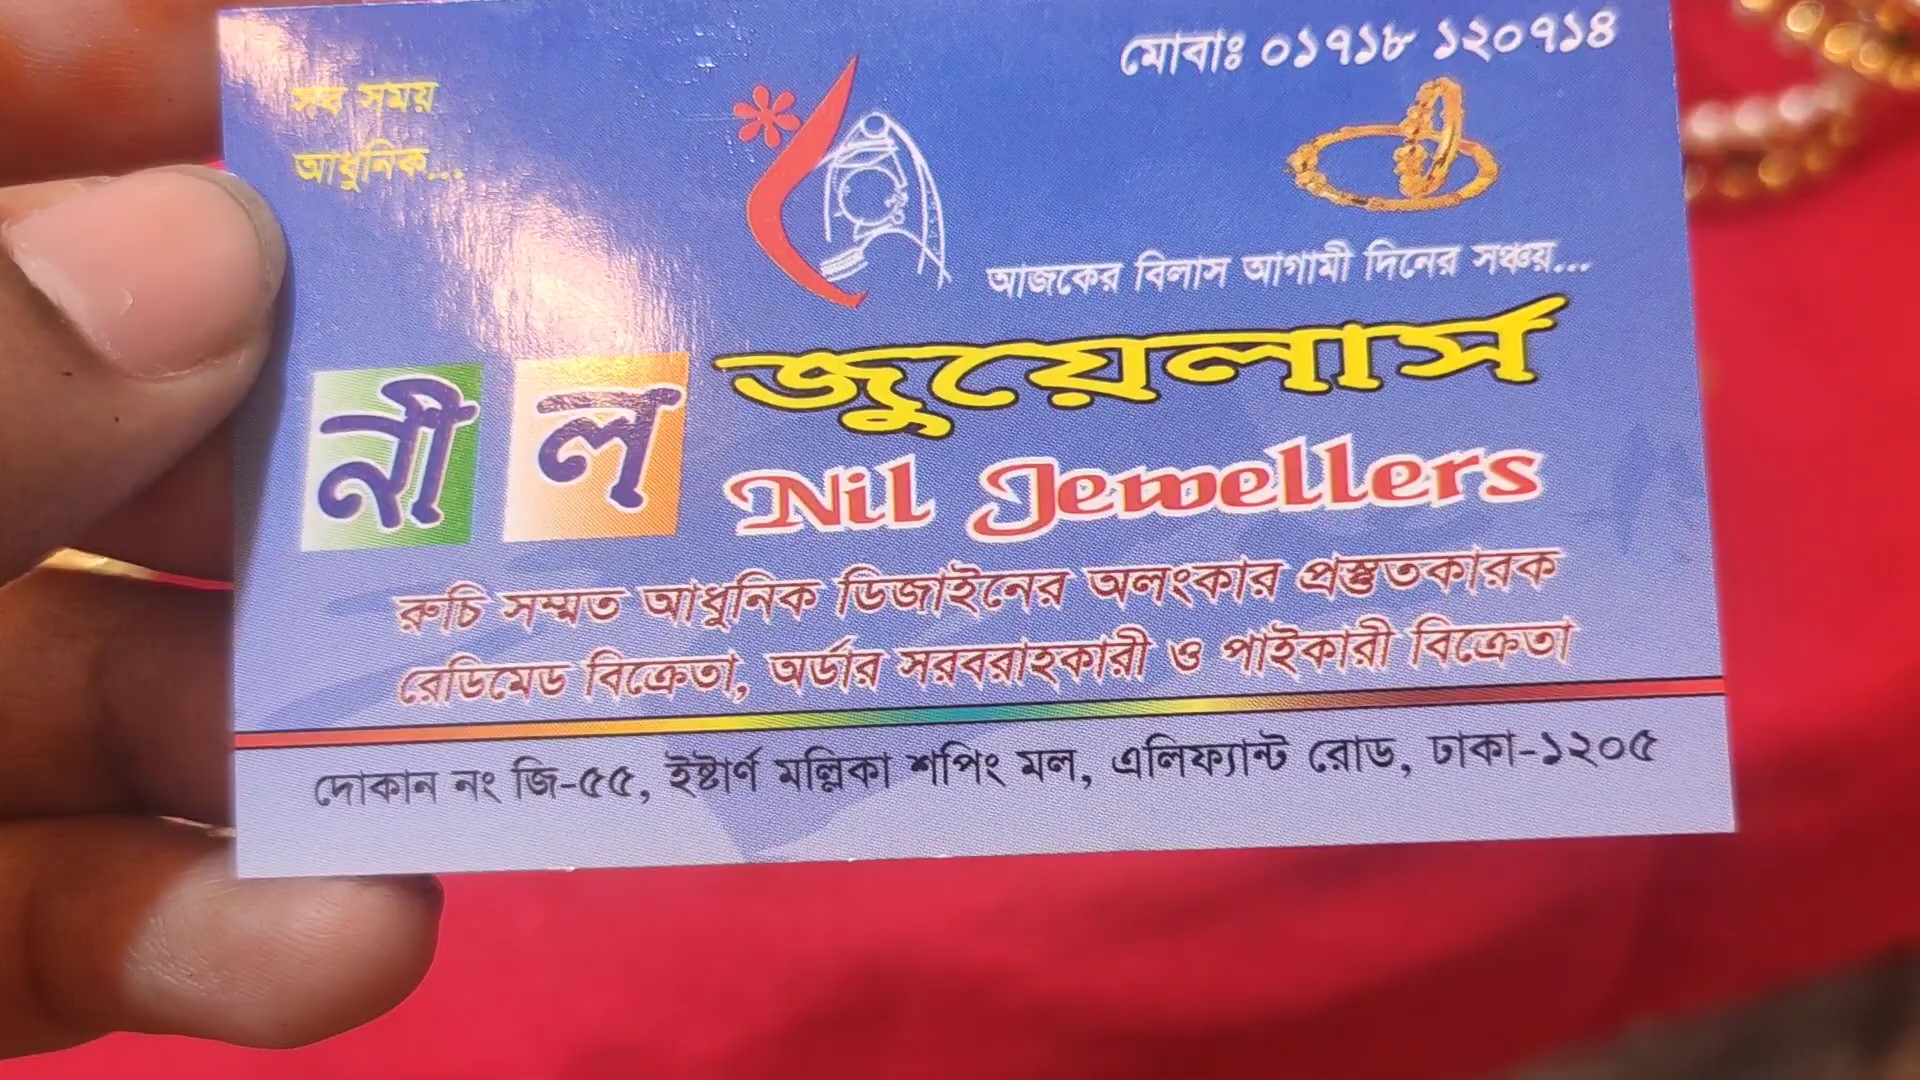 মোবাঃ ০১৭১৮ ১২০৭১৪
সব সময়
আধুনিক...
আজকের বিলাস আগামী দিনের সঞ্চয়...
নীল জুয়েলার্স
Nil Jewellers
রুচি সম্মত আধুনিক ডিজাইনের অলংকার প্রস্তুতকারক
রেডিমেড বিক্রেতা, অর্ডার সরবরাহকারী ও পাইকারী বিক্রেতা
দোকান নং জি-৫৫, ইষ্টার্ণ মল্লিকা শপিং মল, এলিফ্যান্ট রোড, ঢাকা-১২০৫